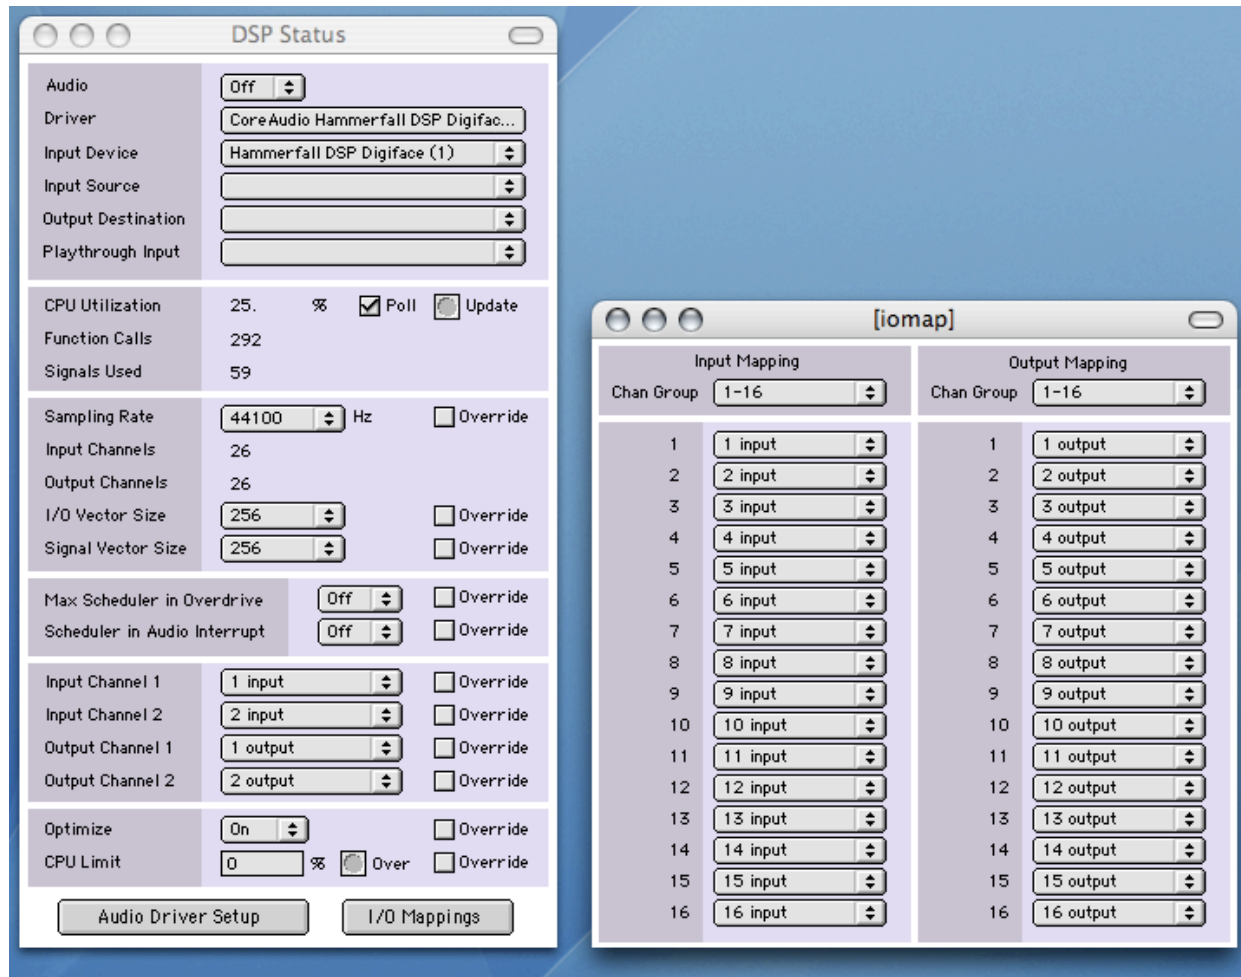 DSP Status
Audio Off
Driver CoreAudio Hammerfall DSP Digifac...
Input Device Hammerfall DSP Digiface (1)
Input Source
Output Destination
Playthrough Input
CPU Utilization 25. % Poll Update
Function Calls 292
Signals Used 59
Sampling Rate 44100 Hz Override
Input Channels 26
Output Channels 26
I/O Vector Size 256 Override
Signal Vector Size 256 Override
Max Scheduler in Overdrive Off Override
Scheduler in Audio Interrupt Off Override
Input Channel 1 1 input Override
Input Channel 2 2 input Override
Output Channel 1 1 output Override
Output Channel 2 2 output Override
Optimize On Override
CPU Limit 0 % Over Override
Audio Driver Setup I/O Mappings
[iomap]
Input Mapping Output Mapping
Chan Group 1-16 Chan Group 1-16
1 1 input 1 1 output
2 2 input 2 2 output
3 3 input 3 3 output
4 4 input 4 4 output
5 5 input 5 5 output
6 6 input 6 6 output
7 7 input 7 7 output
8 8 input 8 8 output
9 9 input 9 9 output
10 10 input 10 10 output
11 11 input 11 11 output
12 12 input 12 12 output
13 13 input 13 13 output
14 14 input 14 14 output
15 15 input 15 15 output
16 16 input 16 16 output